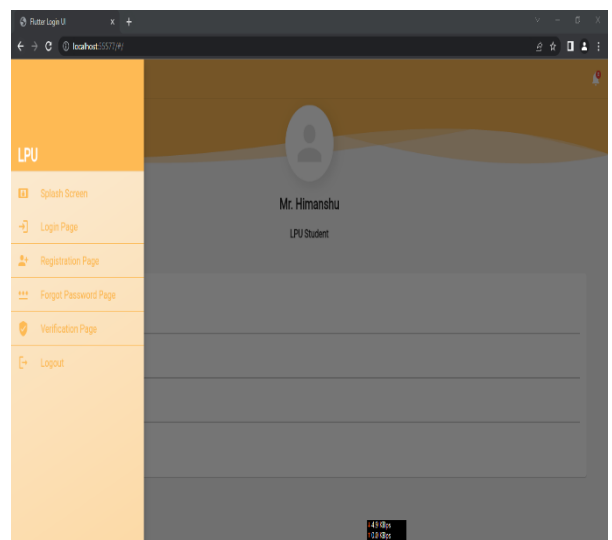 Flutter Login UI
localhost:55577/#/
LPU
Splash Screen
Login Page
Registration Page
Forgot Password Page
Verification Page
Logout
Mr. Himanshu
LPU Student